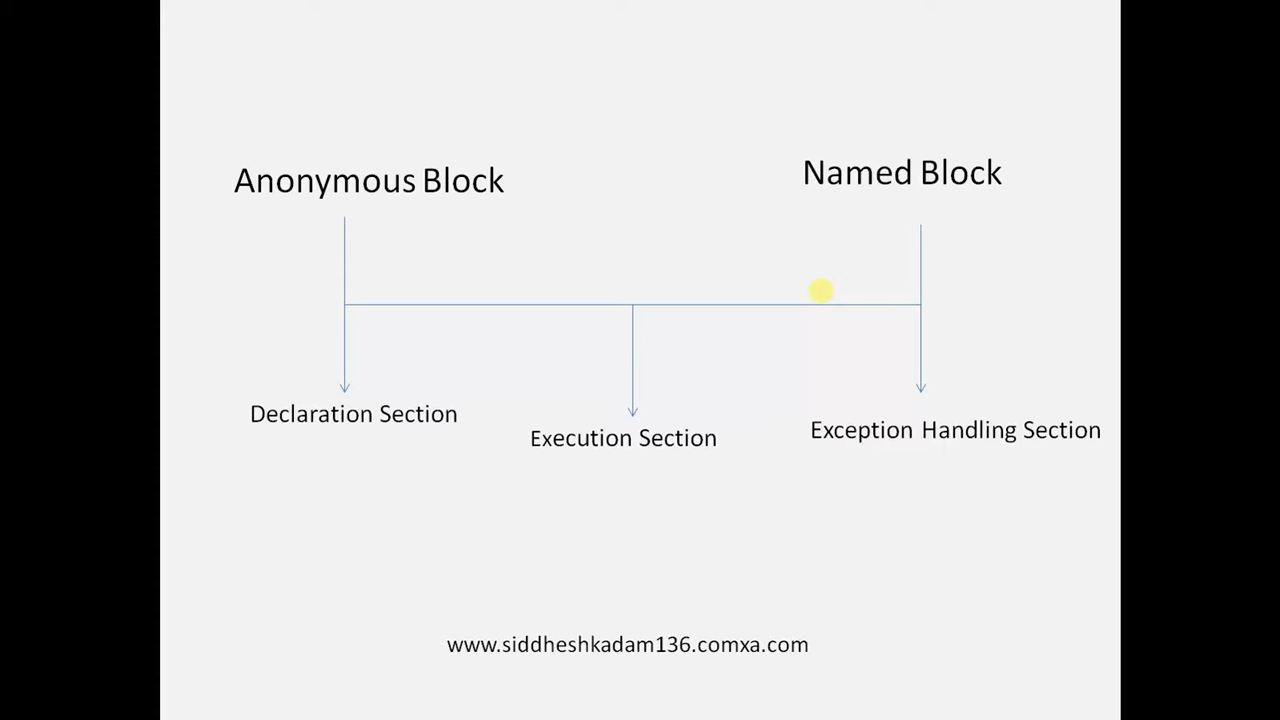 Anonymous Block
Named Block
Declaration Section
Execution Section
Exception Handling Section
www.siddheshkadam136.comxa.com